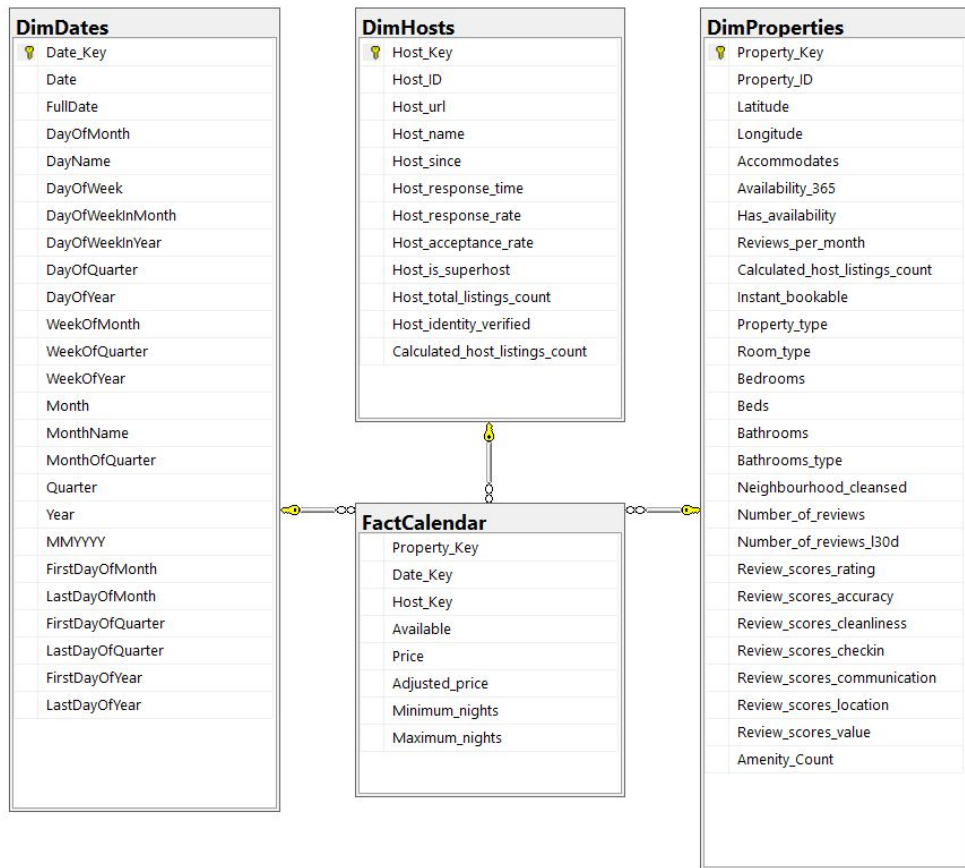 DimDates
Date_Key
Date
FullDate
DayOfMonth
DayName
DayOfWeek
DayOfWeekInMonth
DayOfWeekInYear
DayOfQuarter
DayOfYear
WeekOfMonth
WeekOfQuarter
WeekOfYear
Month
MonthName
MonthOfQuarter
Quarter
Year
MMYYYY
FirstDayOfMonth
LastDayOfMonth
FirstDayOfQuarter
LastDayOfQuarter
FirstDayOfYear
LastDayOfYear
DimHosts
Host_Key
Host_ID
Host_url
Host_name
Host_since
Host_response_time
Host_response_rate
Host_acceptance_rate
Host_is_superhost
Host_total_listings_count
Host_identity_verified
Calculated_host_listings_count
FactCalendar
Property_Key
Date_Key
Host_Key
Available
Price
Adjusted_price
Minimum_nights
Maximum_nights
DimProperties
Property_Key
Property_ID
Latitude
Longitude
Accommodates
Availability_365
Has_availability
Reviews_per_month
Calculated_host_listings_count
Instant_bookable
Property_type
Room_type
Bedrooms
Beds
Bathrooms
Bathrooms_type
Neighbourhood_cleansed
Number_of_reviews
Number_of_reviews_l30d
Review_scores_rating
Review_scores_accuracy
Review_scores_cleanliness
Review_scores_checkin
Review_scores_communication
Review_scores_location
Review_scores_value
Amenity_Count